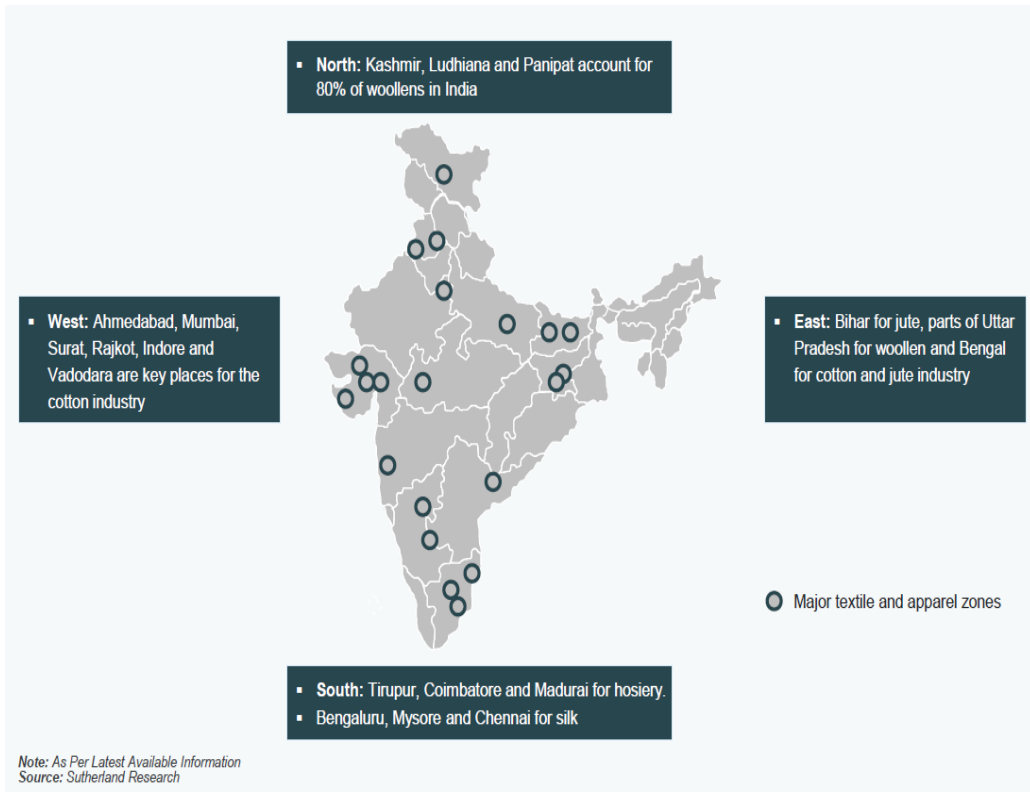 ▪ North: Kashmir, Ludhiana and Panipat account for
80% of woollens in India
▪ West: Ahmedabad, Mumbai,
Surat, Rajkot, Indore and
Vadodara are key places for the
cotton industry
▪ East: Bihar for jute, parts of Uttar
Pradesh for woollen and Bengal
for cotton and jute industry
Major textile and apparel zones
▪ South: Tirupur, Coimbatore and Madurai for hosiery.
▪ Bengaluru, Mysore and Chennai for silk
Note: As Per Latest Available Information
Source: Sutherland Research